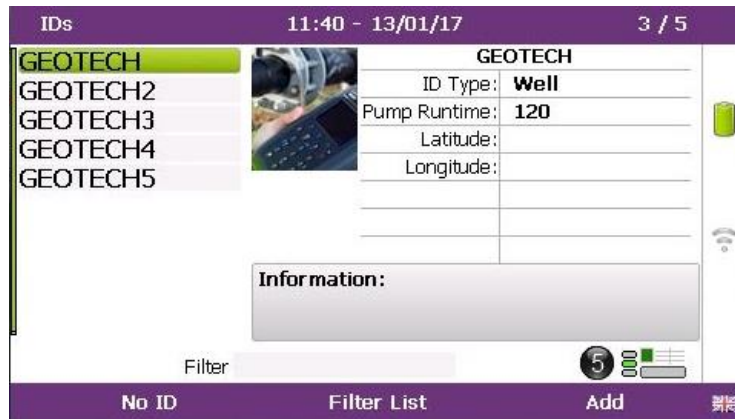 IDs 11:40 - 13/01/17 3 / 5
GEOTECH
GEOTECH2
GEOTECH3
GEOTECH4
GEOTECH5
GEOTECH
ID Type: Well
Pump Runtime: 120
Latitude:
Longitude:
Information:
Filter
5
No ID Filter List Add